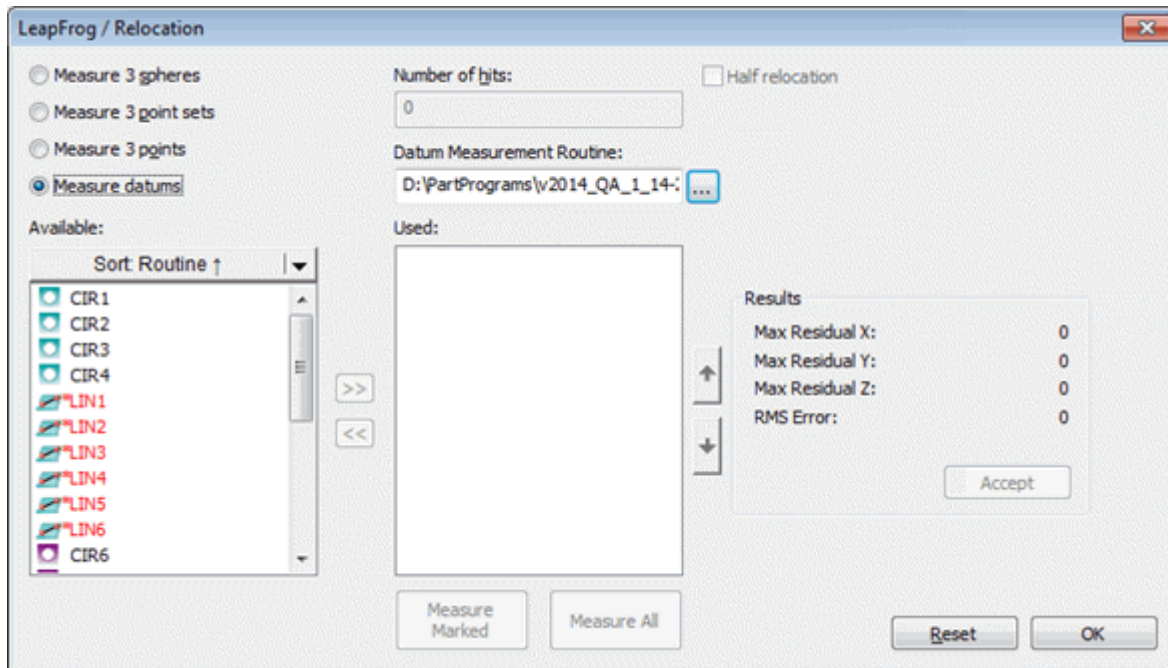 LeapFrog / Relocation
Measure 3 spheres
Measure 3 point sets
Measure 3 points
Measure datums
Number of hits:
0
Half relocation
Datum Measurement Routine:
D:\PartPrograms\v2014_QA_1_14-
...
Available:
Sort: Routine ↑
CIR1
CIR2
CIR3
CIR4
*LIN1
*LIN2
*LIN3
*LIN4
*LIN5
*LIN6
CIR6
>>
<<
Used:
Results
Max Residual X: 0
Max Residual Y: 0
Max Residual Z: 0
RMS Error: 0
Accept
Measure
Marked
Measure All
Reset
OK